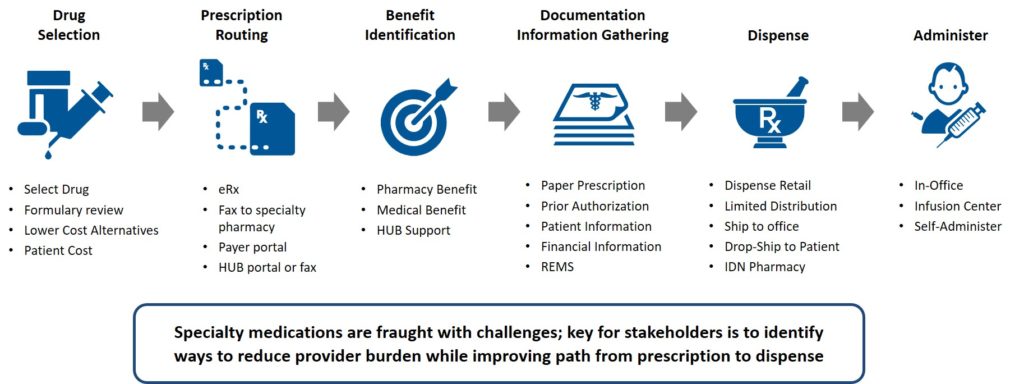 Drug
Selection
Prescription
Routing
Benefit
Identification
Documentation
Information Gathering
Dispense
Administer
Rx
Rx
Rx
• Select Drug
• Formulary review
• Lower Cost Alternatives
• Patient Cost
• eRx
• Fax to specialty
pharmacy
• Payer portal
• HUB portal or fax
• Pharmacy Benefit
• Medical Benefit
• HUB Support
• Paper Prescription
• Prior Authorization
• Patient Information
• Financial Information
• REMS
• Dispense Retail
• Limited Distribution
• Ship to office
• Drop-Ship to Patient
• IDN Pharmacy
• In-Office
• Infusion Center
• Self-Administer
Specialty medications are fraught with challenges; key for stakeholders is to identify
ways to reduce provider burden while improving path from prescription to dispense